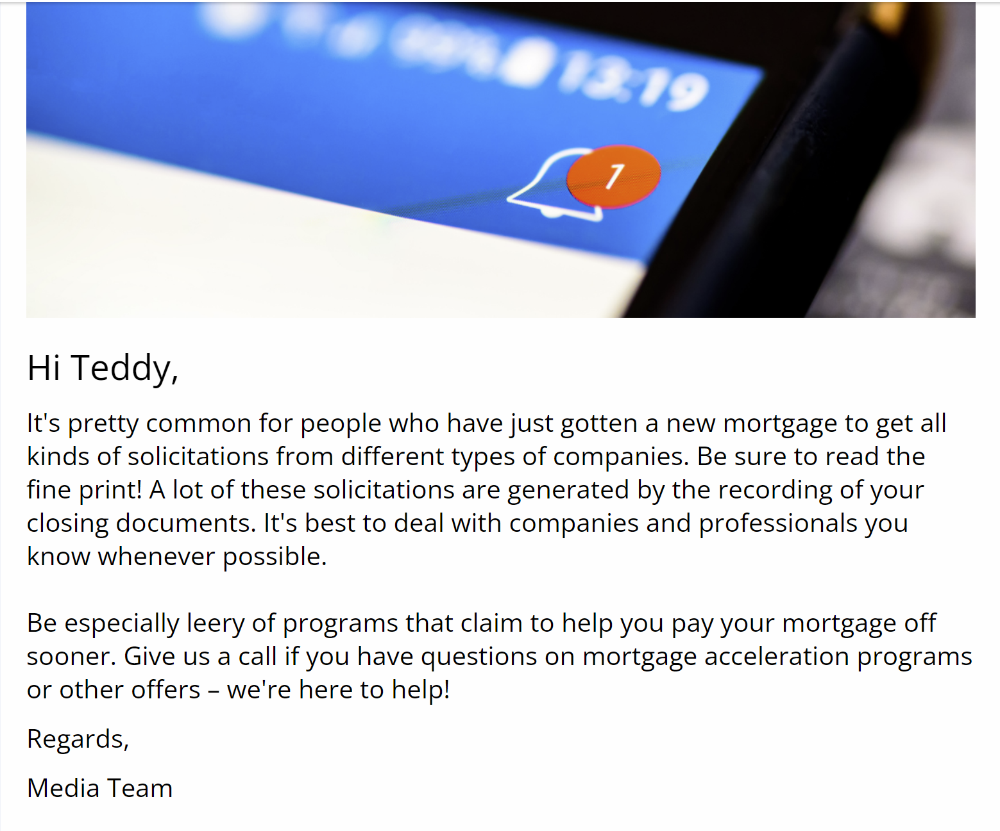 13:19
1
Hi Teddy,
It's pretty common for people who have just gotten a new mortgage to get all
kinds of solicitations from different types of companies. Be sure to read the
fine print! A lot of these solicitations are generated by the recording of your
closing documents. It's best to deal with companies and professionals you
know whenever possible.
Be especially leery of programs that claim to help you pay your mortgage off
sooner. Give us a call if you have questions on mortgage acceleration programs
or other offers – we're here to help!
Regards,
Media Team